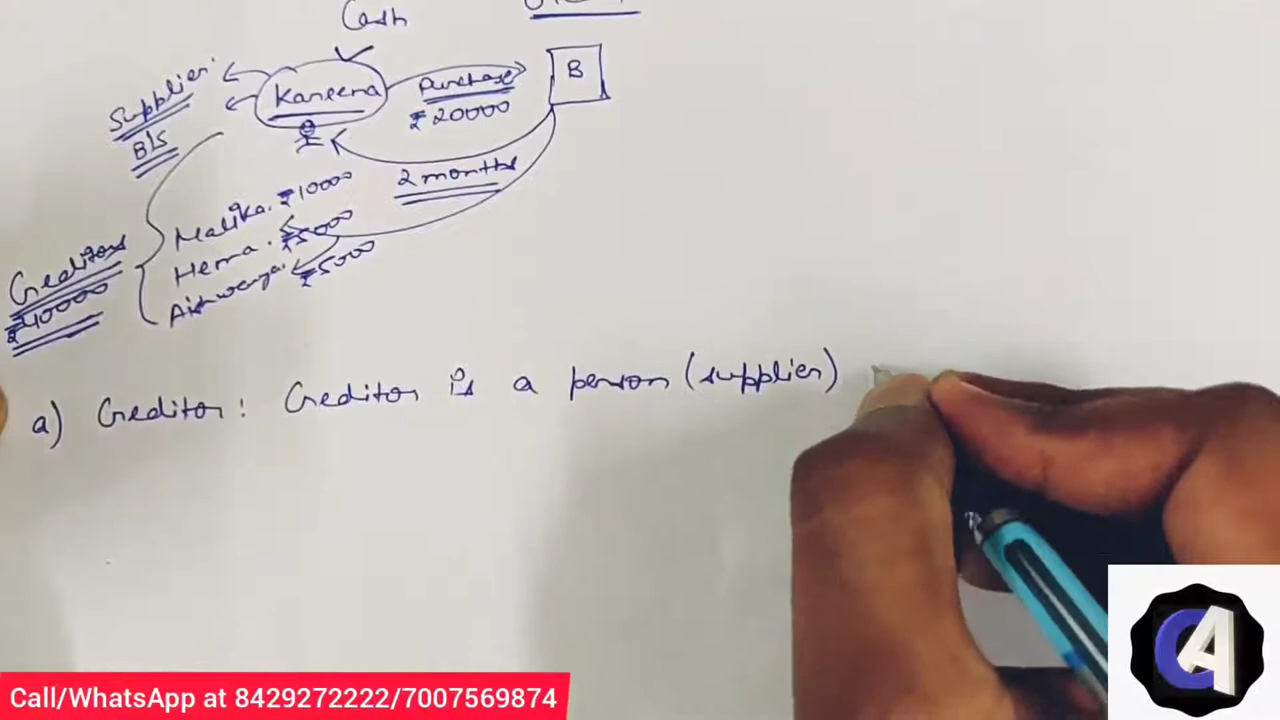 Cash
Supplier.
B/S
Kareena
Purchase
₹20000
B
2 months
Malika. ₹10000
Hema. ₹5000
Aishwarya. ₹5000
Creditors
₹40000
a) Creditor: Creditor is a person (supplier)
Call/WhatsApp at 8429272222/7007569874
CA